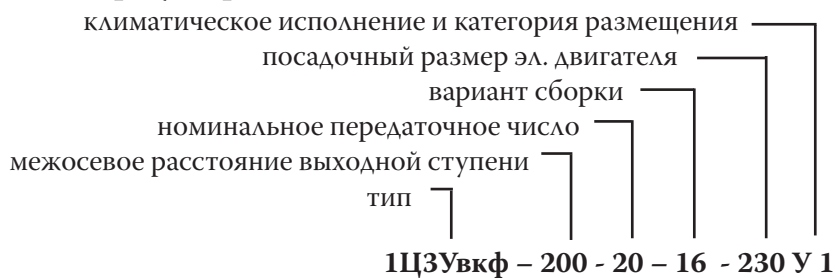 климатическое исполнение и категория размещения
посадочный размер эл. двигателя
вариант сборки
номинальное передаточное число
межосевое расстояние выходной ступени
тип
1Ц3Увкф – 200 - 20 – 16 - 230 У 1